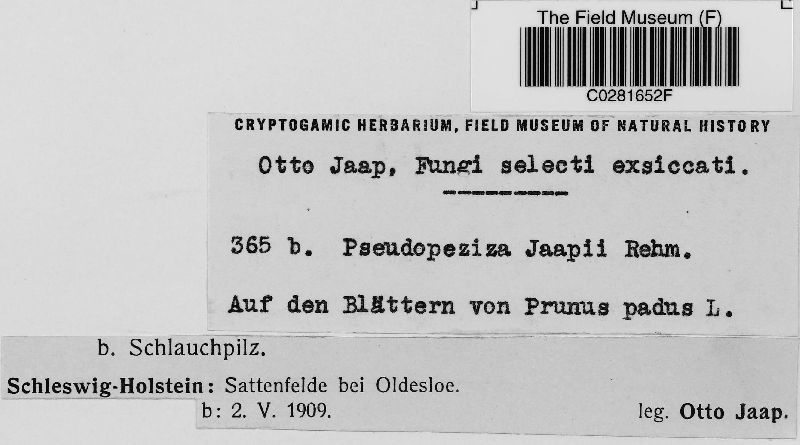 The Field Museum (F)
C0281652F
CRYPTOGAMIC HERBARIUM, FIELD MUSEUM OF NATURAL HISTORY
Otto Jaap, Fungi selecti exsiccati.
365 b. Pseudopeziza Jaapii Rehm.
Auf den Blättern von Prunus padus L.
b. Schlauchpilz.
Schleswig-Holstein: Sattenfelde bei Oldesloe.
b: 2. V. 1909. leg. Otto Jaap.